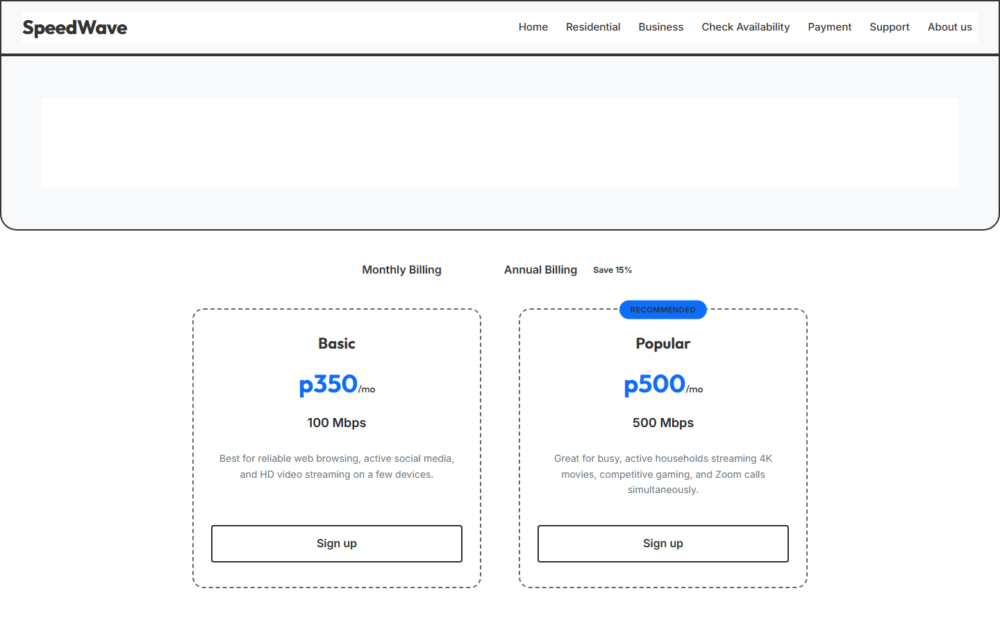 SpeedWave
Home Residential Business Check Availability Payment Support About us
Monthly Billing Annual Billing Save 15%
Basic
p350/mo
100 Mbps
Best for reliable web browsing, active social media,
and HD video streaming on a few devices.
Sign up
RECOMMENDED
Popular
p500/mo
500 Mbps
Great for busy, active households streaming 4K
movies, competitive gaming, and Zoom calls
simultaneously.
Sign up